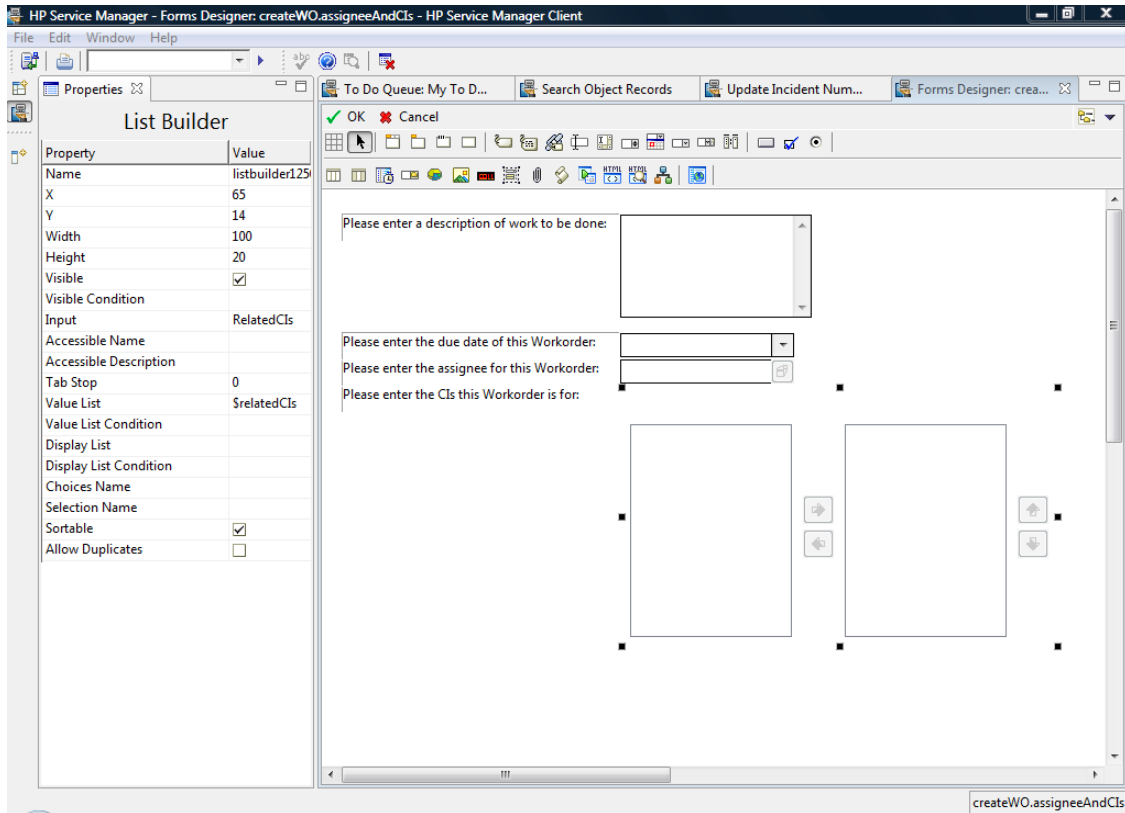 HP Service Manager - Forms Designer: createWO.assigneeAndCIs - HP Service Manager Client
File Edit Window Help
Properties
To Do Queue: My To D...
Search Object Records
Update Incident Num...
Forms Designer: crea...
List Builder
OK Cancel
Property Value
Name listbuilder1250
X 65
Y 14
Width 100
Height 20
Visible
Visible Condition
Input RelatedCIs
Accessible Name
Accessible Description
Tab Stop 0
Value List $relatedCIs
Value List Condition
Display List
Display List Condition
Choices Name
Selection Name
Sortable
Allow Duplicates
Please enter a description of work to be done:
Please enter the due date of this Workorder:
Please enter the assignee for this Workorder:
Please enter the CIs this Workorder is for:
createWO.assigneeAndCIs